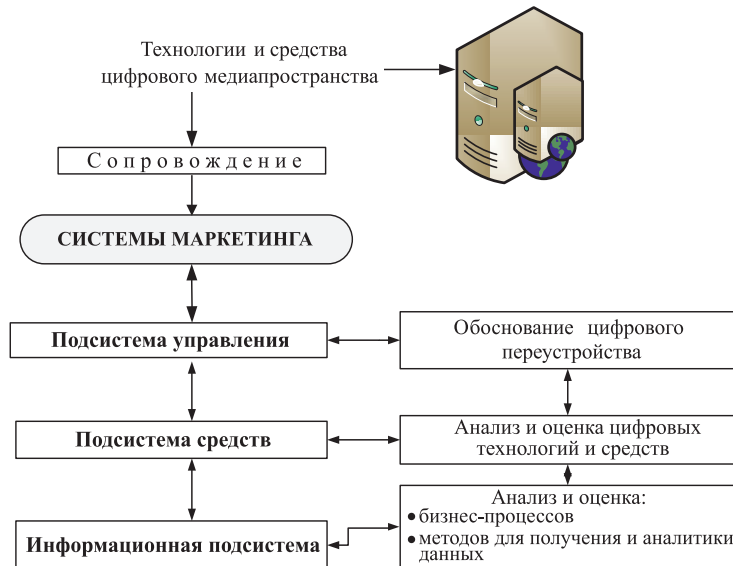 Технологии и средства
цифрового медиапространства
Сопровождение
СИСТЕМЫ МАРКЕТИНГА
Подсистема управления
Обоснование цифрового
переустройства
Подсистема средств
Анализ и оценка цифровых
технологий и средств
Информационная подсистема
Анализ и оценка:
• бизнес-процессов
• методов для получения и аналитики
данных